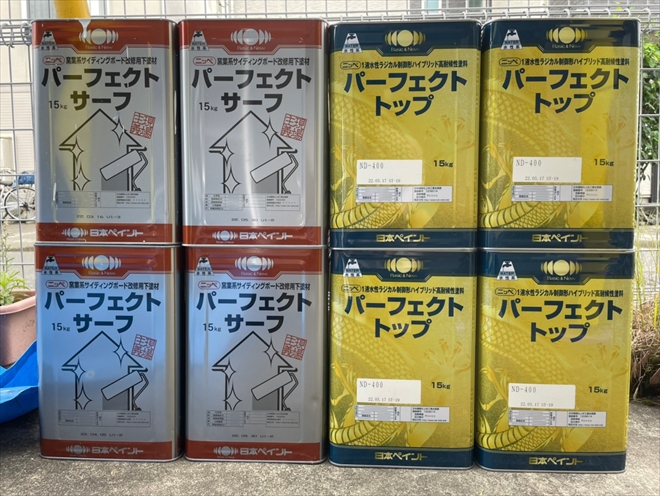 Basic & New
ニッペ 窯業系サイディングボード改修用下塗材
パーフェクト
サーフ
15kg
日本ペイント
Basic & New
ニッペ 窯業系サイディングボード改修用下塗材
パーフェクト
サーフ
15kg
日本ペイント
Basic & New
ニッペ 1液水性ラジカル制御形ハイブリッド高耐候性塗料
パーフェクト
トップ
ND-400
15kg
日本ペイント
Basic & New
ニッペ 1液水性ラジカル制御形ハイブリッド高耐候性塗料
パーフェクト
トップ
ND-400
15kg
日本ペイント
ニッペ 窯業系サイディングボード改修用下塗材
パーフェクト
サーフ
15kg
日本ペイント
ニッペ 窯業系サイディングボード改修用下塗材
パーフェクト
サーフ
15kg
日本ペイント
Basic & New
ニッペ 1液水性ラジカル制御形ハイブリッド高耐候性塗料
パーフェクト
トップ
ND-400
15kg
日本ペイント
Basic & New
ニッペ 1液水性ラジカル制御形ハイブリッド高耐候性塗料
パーフェクト
トップ
ND-400
15kg
日本ペイント